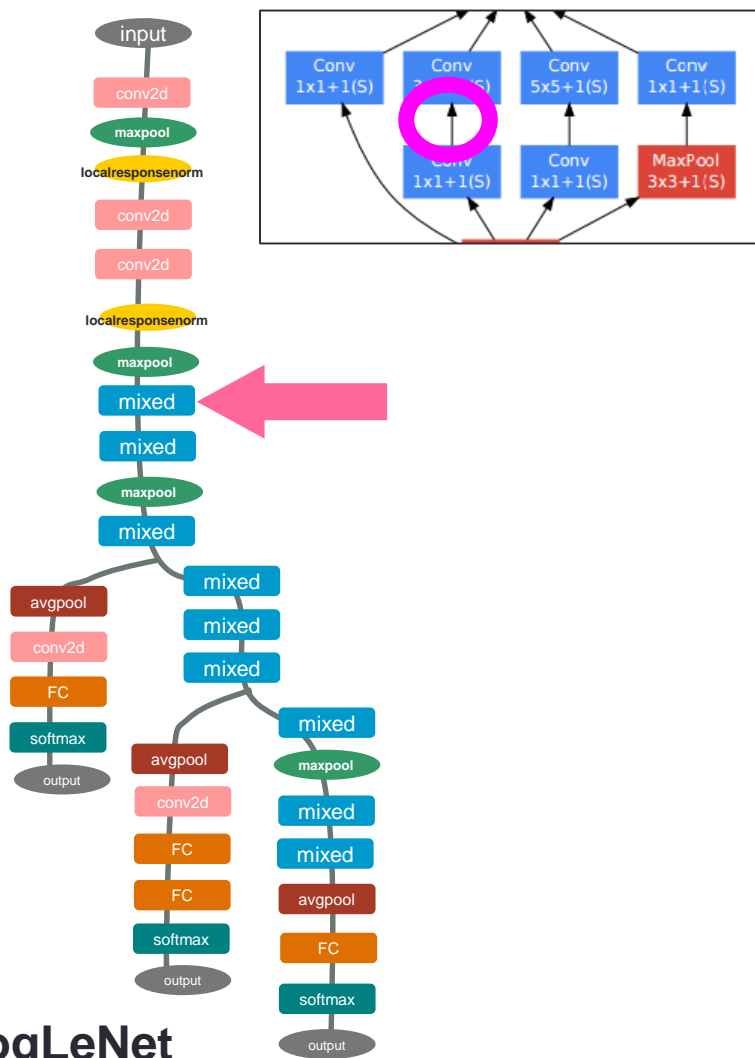 input
conv2d
maxpool
localresponsenorm
conv2d
conv2d
localresponsenorm
maxpool
mixed
mixed
maxpool
mixed
avgpool
conv2d
FC
softmax
output
mixed
mixed
mixed
avgpool
conv2d
FC
FC
softmax
output
mixed
maxpool
mixed
mixed
avgpool
FC
softmax
output
Conv
1x1+1(S)
Conv
Conv
5x5+1(S)
Conv
1x1+1(S)
Conv
1x1+1(S)
Conv
1x1+1(S)
MaxPool
3x3+1(S)